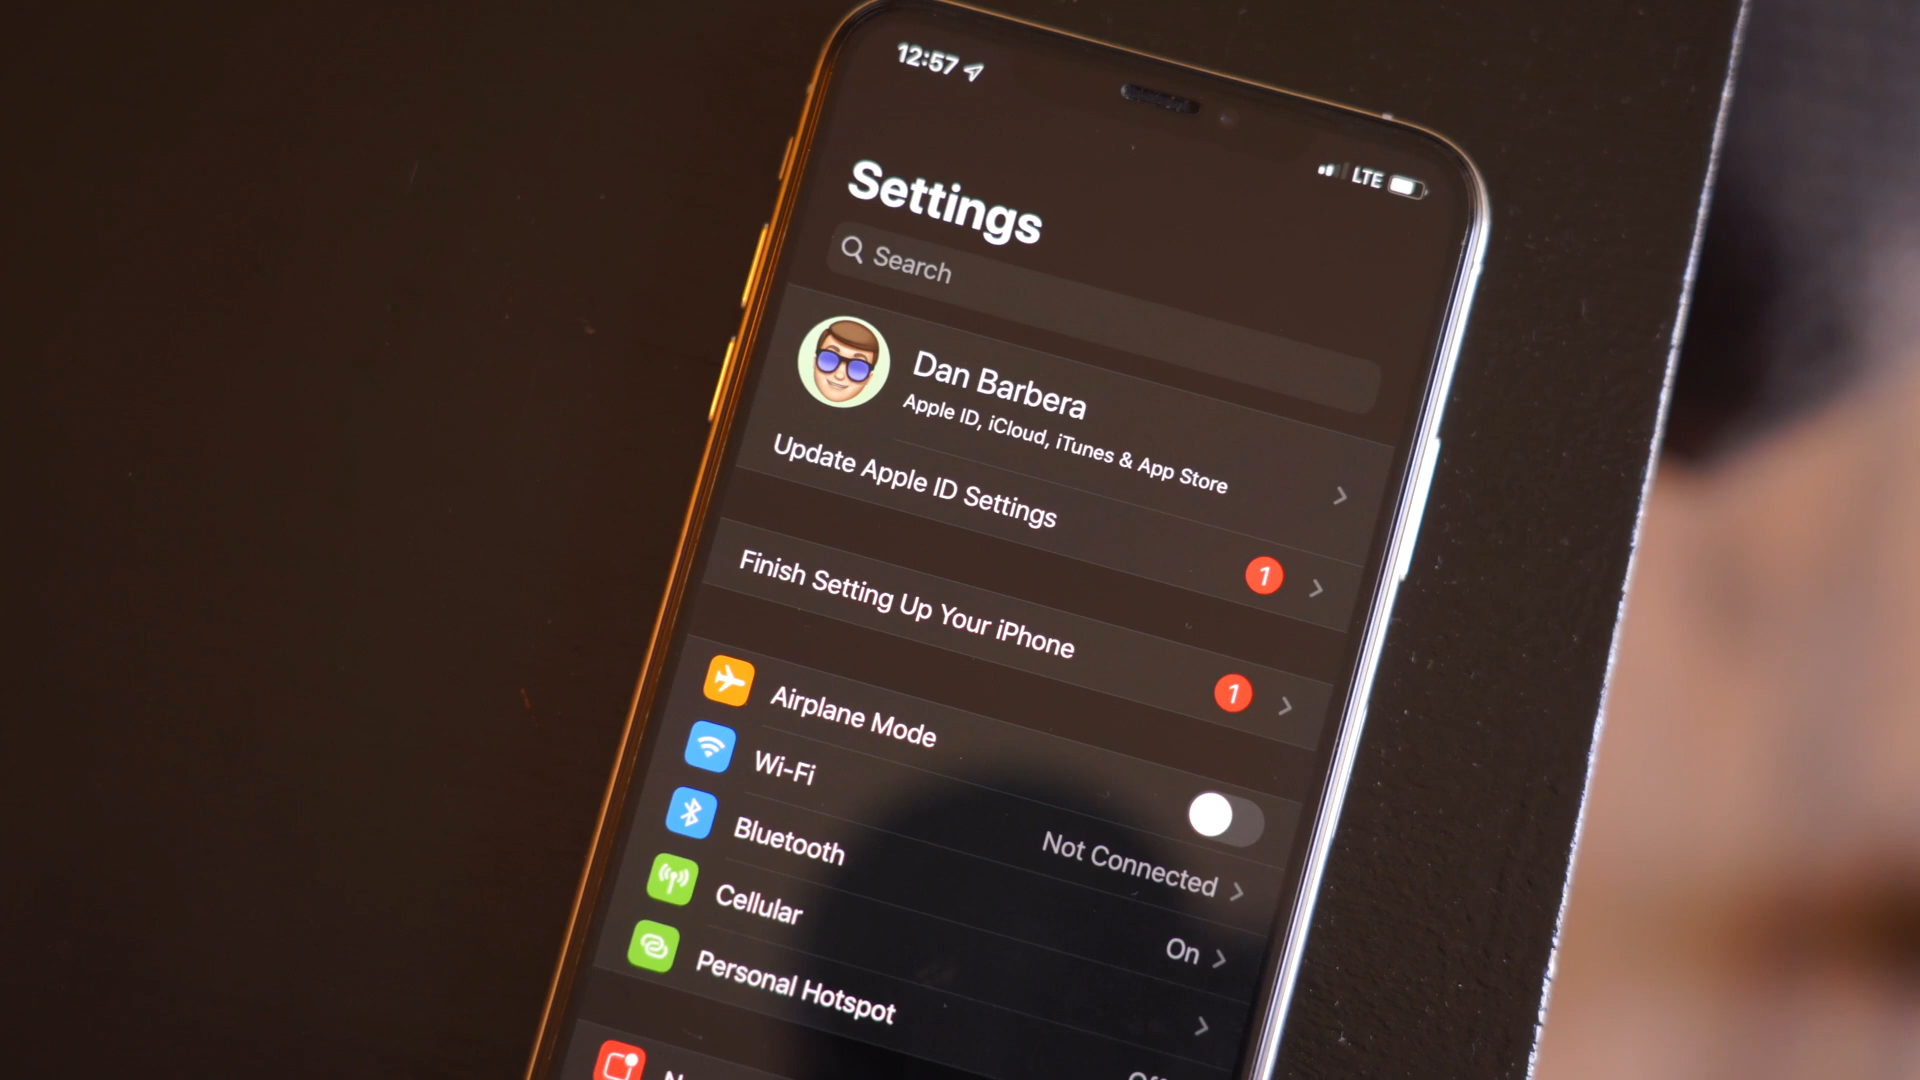 12:57
LTE
Settings
Search
Dan Barbera
Apple ID, iCloud, iTunes & App Store
Update Apple ID Settings
1
Finish Setting Up Your iPhone
1
Airplane Mode
Wi-Fi
Not Connected
Bluetooth
On
Cellular
Personal Hotspot